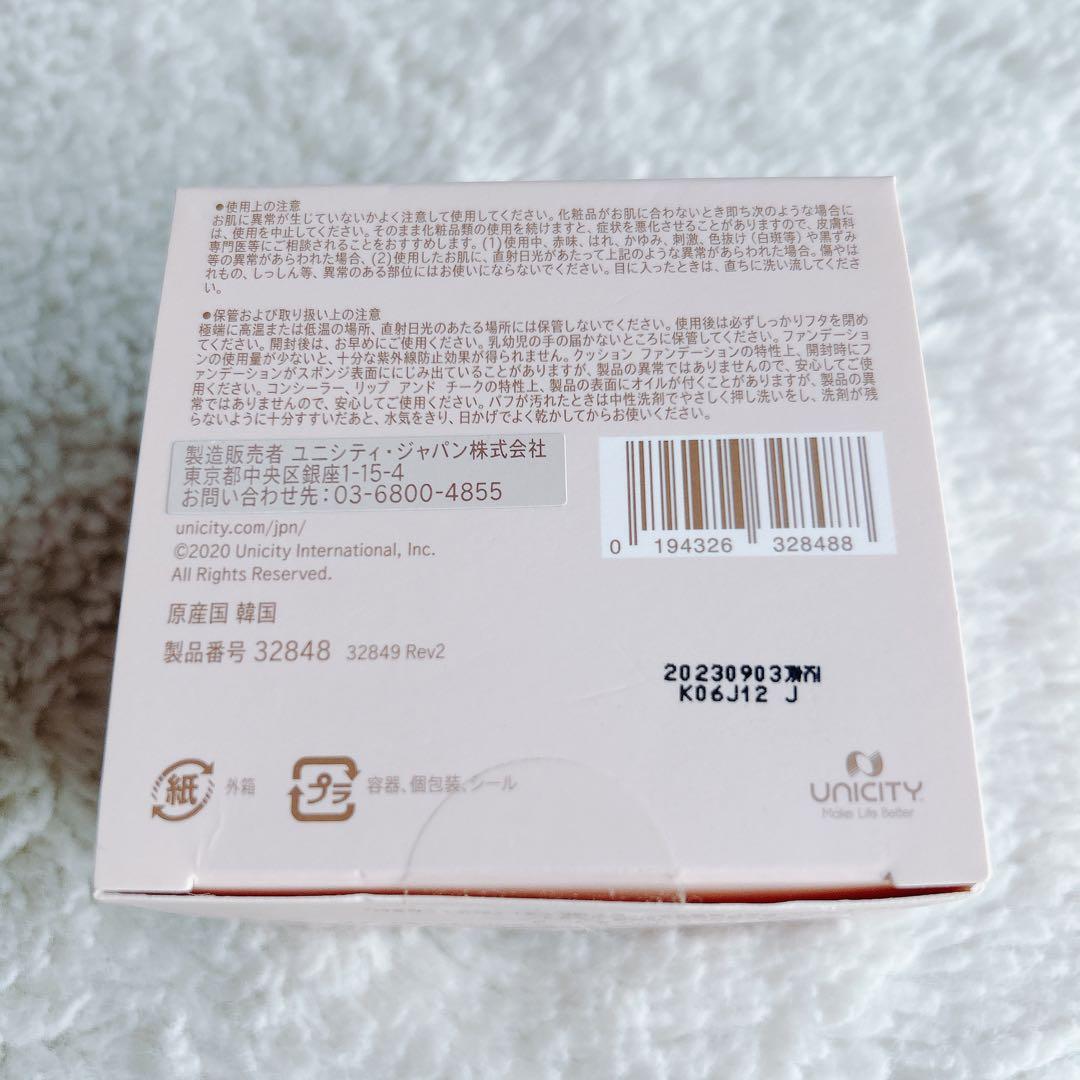 ●使用上の注意
お肌に異常が生じていないかよく注意して使用してください。化粧品がお肌に合わないとき即ち次のような場合に
は、使用を中止してください。そのまま化粧品類の使用を続けますと、症状を悪化させることがありますので、皮膚科
専門医等にご相談されることをおすすめします。(1)使用中、赤味、はれ、かゆみ、刺激、色抜け(白斑等)や黒ずみ
等の異常があらわれた場合、(2)使用したお肌に、直射日光があたって上記のような異常があらわれた場合。傷やは
れもの、しっしん等、異常のある部位にはお使いにならないでください。目に入ったときは、直ちに洗い流してくださ
い。
●保管および取り扱い上の注意
極端に高温または低温の場所、直射日光のあたる場所には保管しないでください。使用後は必ずしっかりフタを閉め
てください。開封後は、お早めにご使用ください。乳幼児の手の届かないところに保管してください。ファンデーショ
ンの使用量が少ないと、十分な紫外線防止効果が得られません。クッション ファンデーションの特性上、開封時にフ
ァンデーションがスポンジ表面ににじみ出ていることがありますが、製品の異常ではありませんので、安心してご使
用ください。コンシーラー、リップ アンド チークの特性上、製品の表面にオイルが付くことがありますが、製品の異
常ではありませんので、安心してご使用ください。パフが汚れたときは中性洗剤でやさしく押し洗いをし、洗剤が残
らないように十分すすいだあと、水気をきり、日かげでよく乾かしてからお使いください。
製造販売者 ユニシティ・ジャパン株式会社
東京都中央区銀座1-15-4
お問い合わせ先:03-6800-4855
unicity.com/jpn/
©2020 Unicity International, Inc.
All Rights Reserved.
0 194326 328488
原産国 韓国
製品番号 32848 32849 Rev2
20230903
K06J12 J
紙 外箱
プラ 容器、個包装、シール
UNICITY
Make Life Better